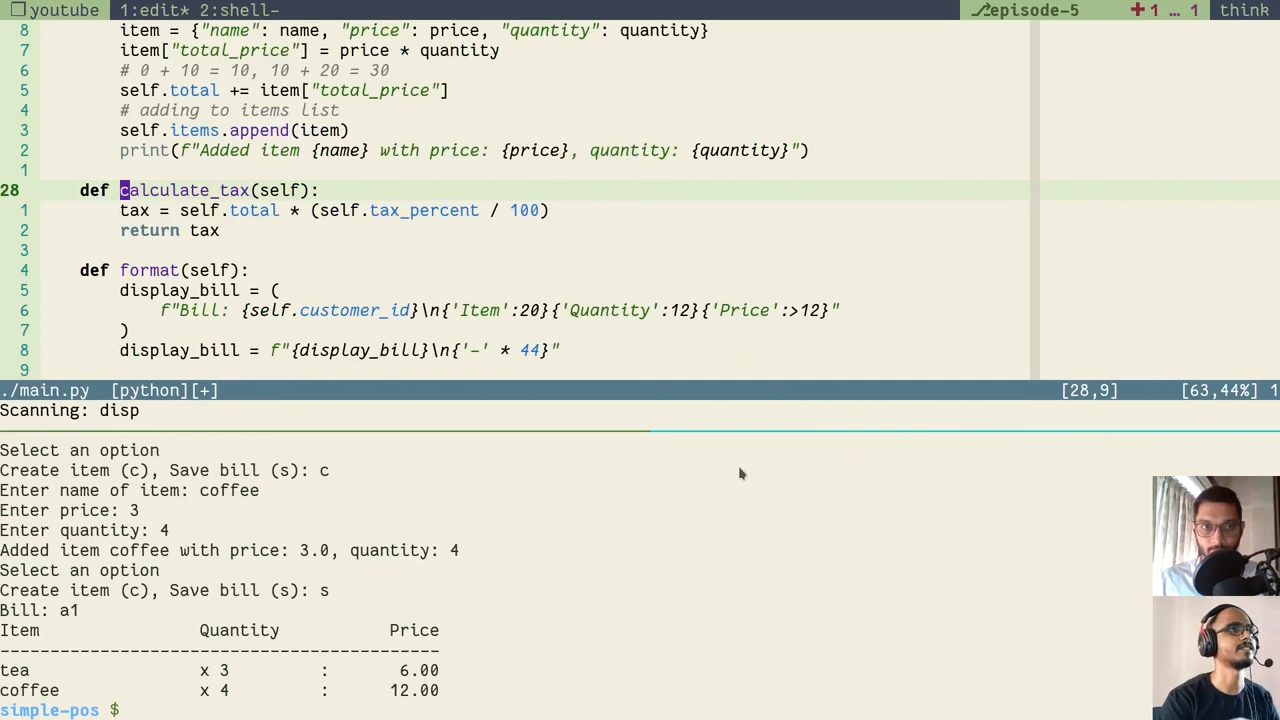 youtube 1:edit* 2:shell- episode-5 +1 … 1 think
8 item = {"name": name, "price": price, "quantity": quantity}
7 item["total_price"] = price * quantity
6 # 0 + 10 = 10, 10 + 20 = 30
5 self.total += item["total_price"]
4 # adding to items list
3 self.items.append(item)
2 print(f"Added item {name} with price: {price}, quantity: {quantity}")
1
28 def calculate_tax(self):
1 tax = self.total * (self.tax_percent / 100)
2 return tax
3
4 def format(self):
5 display_bill = (
6 f"Bill: {self.customer_id}\n{'Item':20}{'Quantity':12}{'Price':>12}"
7 )
8 display_bill = f"{display_bill}\n{'-' * 44}"
9
./main.py [python][+] [28,9] [63,44%] 1
Scanning: disp
Select an option
Create item (c), Save bill (s): c
Enter name of item: coffee
Enter price: 3
Enter quantity: 4
Added item coffee with price: 3.0, quantity: 4
Select an option
Create item (c), Save bill (s): s
Bill: a1
Item Quantity Price
--------------------------------------------
tea x 3 : 6.00
coffee x 4 : 12.00
simple-pos $